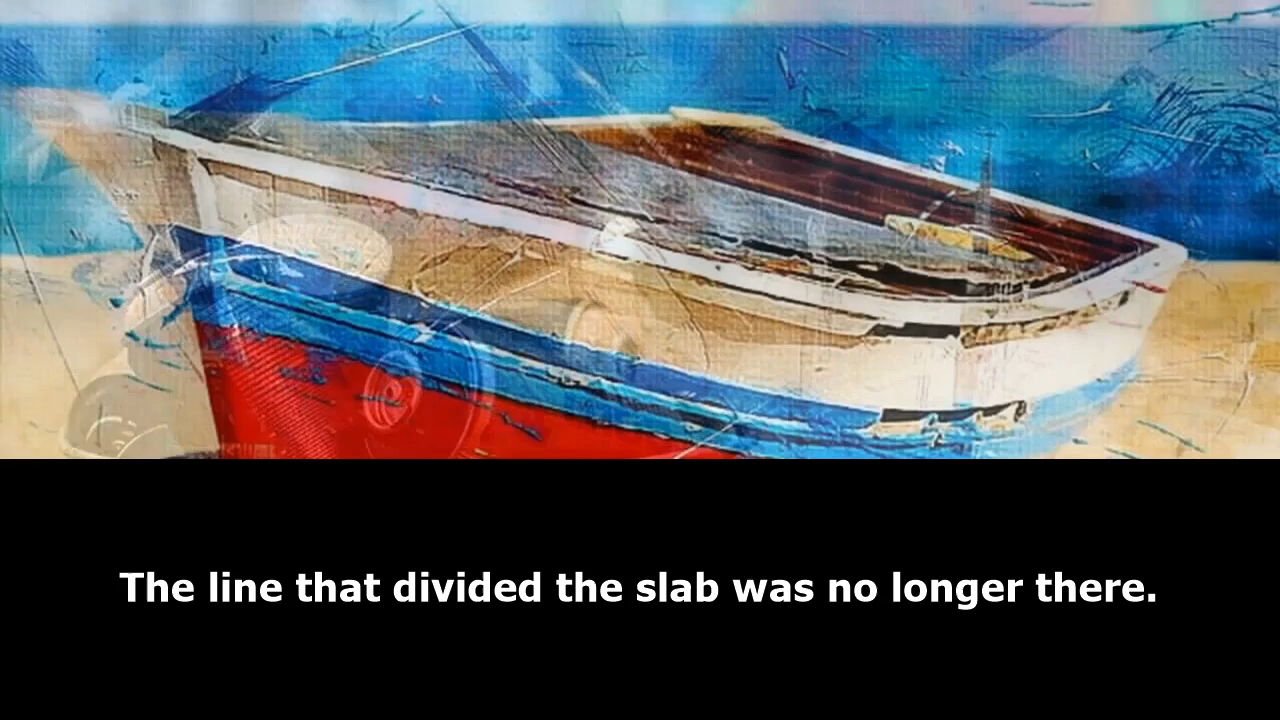 The line that divided the slab was no longer there.